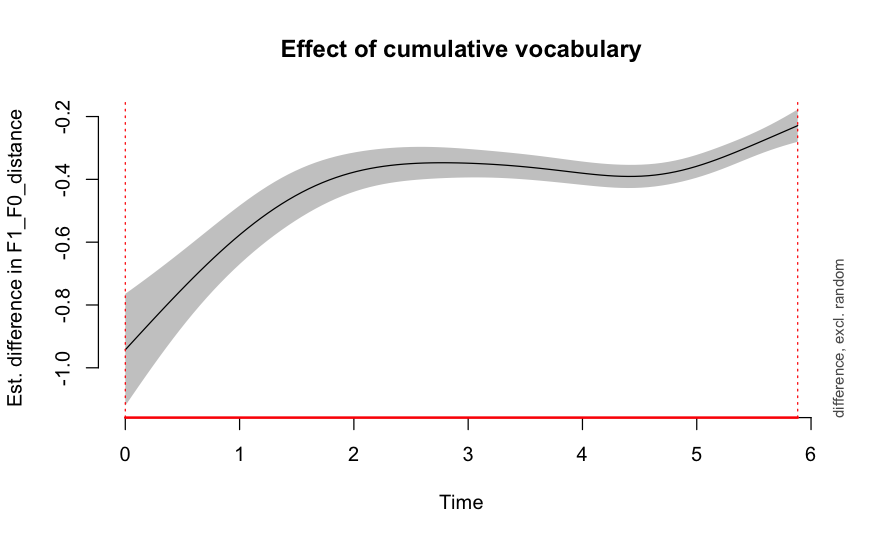 Effect of cumulative vocabulary
Est. difference in F1_F0_distance
-0.2
-0.4
-0.6
-0.8
-1.0
0 1 2 3 4 5 6
Time
difference, excl. random